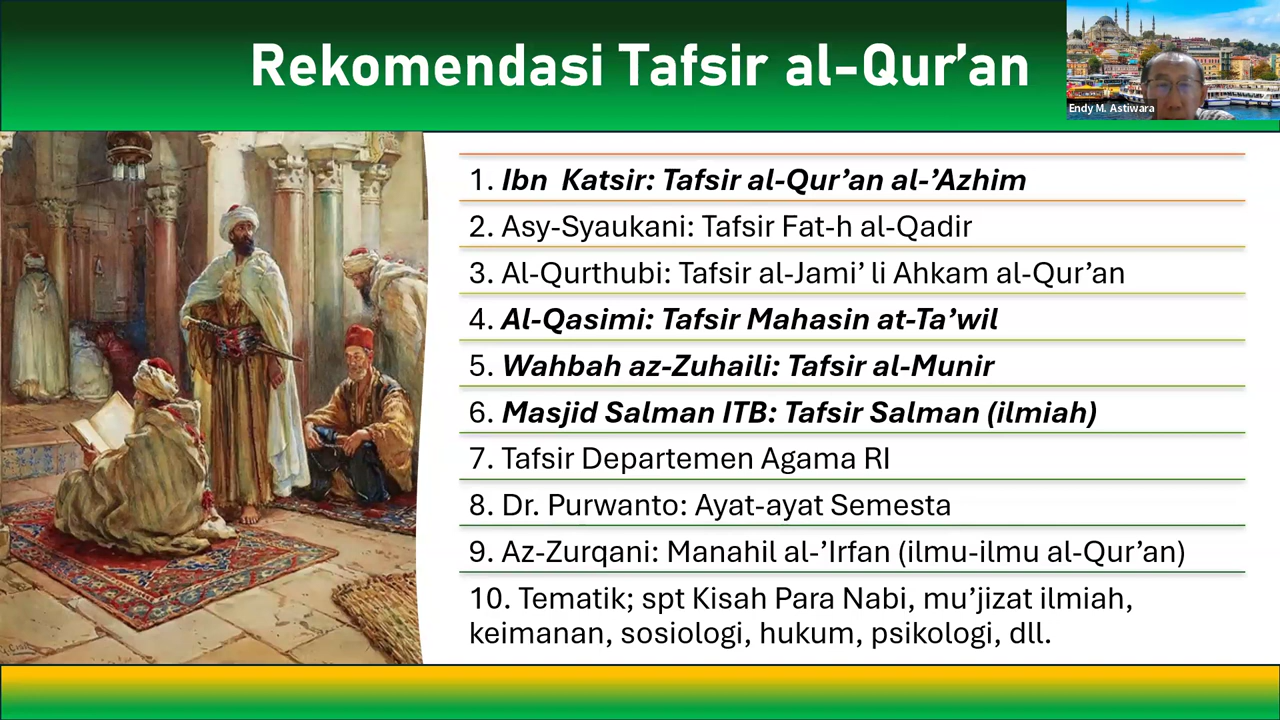 Rekomendasi Tafsir al-Qur’an
Endy M. Astiwara
1. Ibn Katsir: Tafsir al-Qur’an al-’Azhim
2. Asy-Syaukani: Tafsir Fat-h al-Qadir
3. Al-Qurthubi: Tafsir al-Jami’ li Ahkam al-Qur’an
4. Al-Qasimi: Tafsir Mahasin at-Ta’wil
5. Wahbah az-Zuhaili: Tafsir al-Munir
6. Masjid Salman ITB: Tafsir Salman (ilmiah)
7. Tafsir Departemen Agama RI
8. Dr. Purwanto: Ayat-ayat Semesta
9. Az-Zurqani: Manahil al-’Irfan (ilmu-ilmu al-Qur’an)
10. Tematik; spt Kisah Para Nabi, mu’jizat ilmiah,
keimanan, sosiologi, hukum, psikologi, dll.